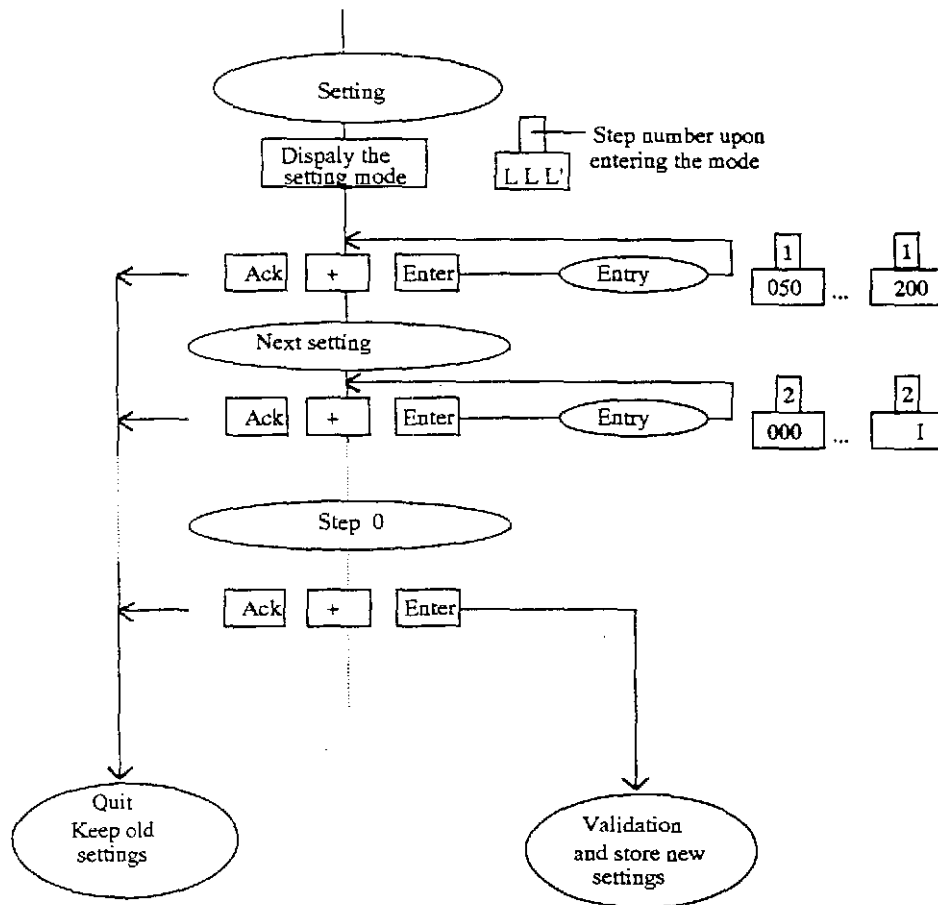 Setting
Dispaly the
setting mode
L L L'
Step number upon
entering the mode
Ack
+
Enter
Entry
1
050
...
1
200
Next setting
Ack
+
Enter
Entry
2
000
...
2
I
Step 0
Ack
+
Enter
Quit
Keep old
settings
Validation
and store new
settings